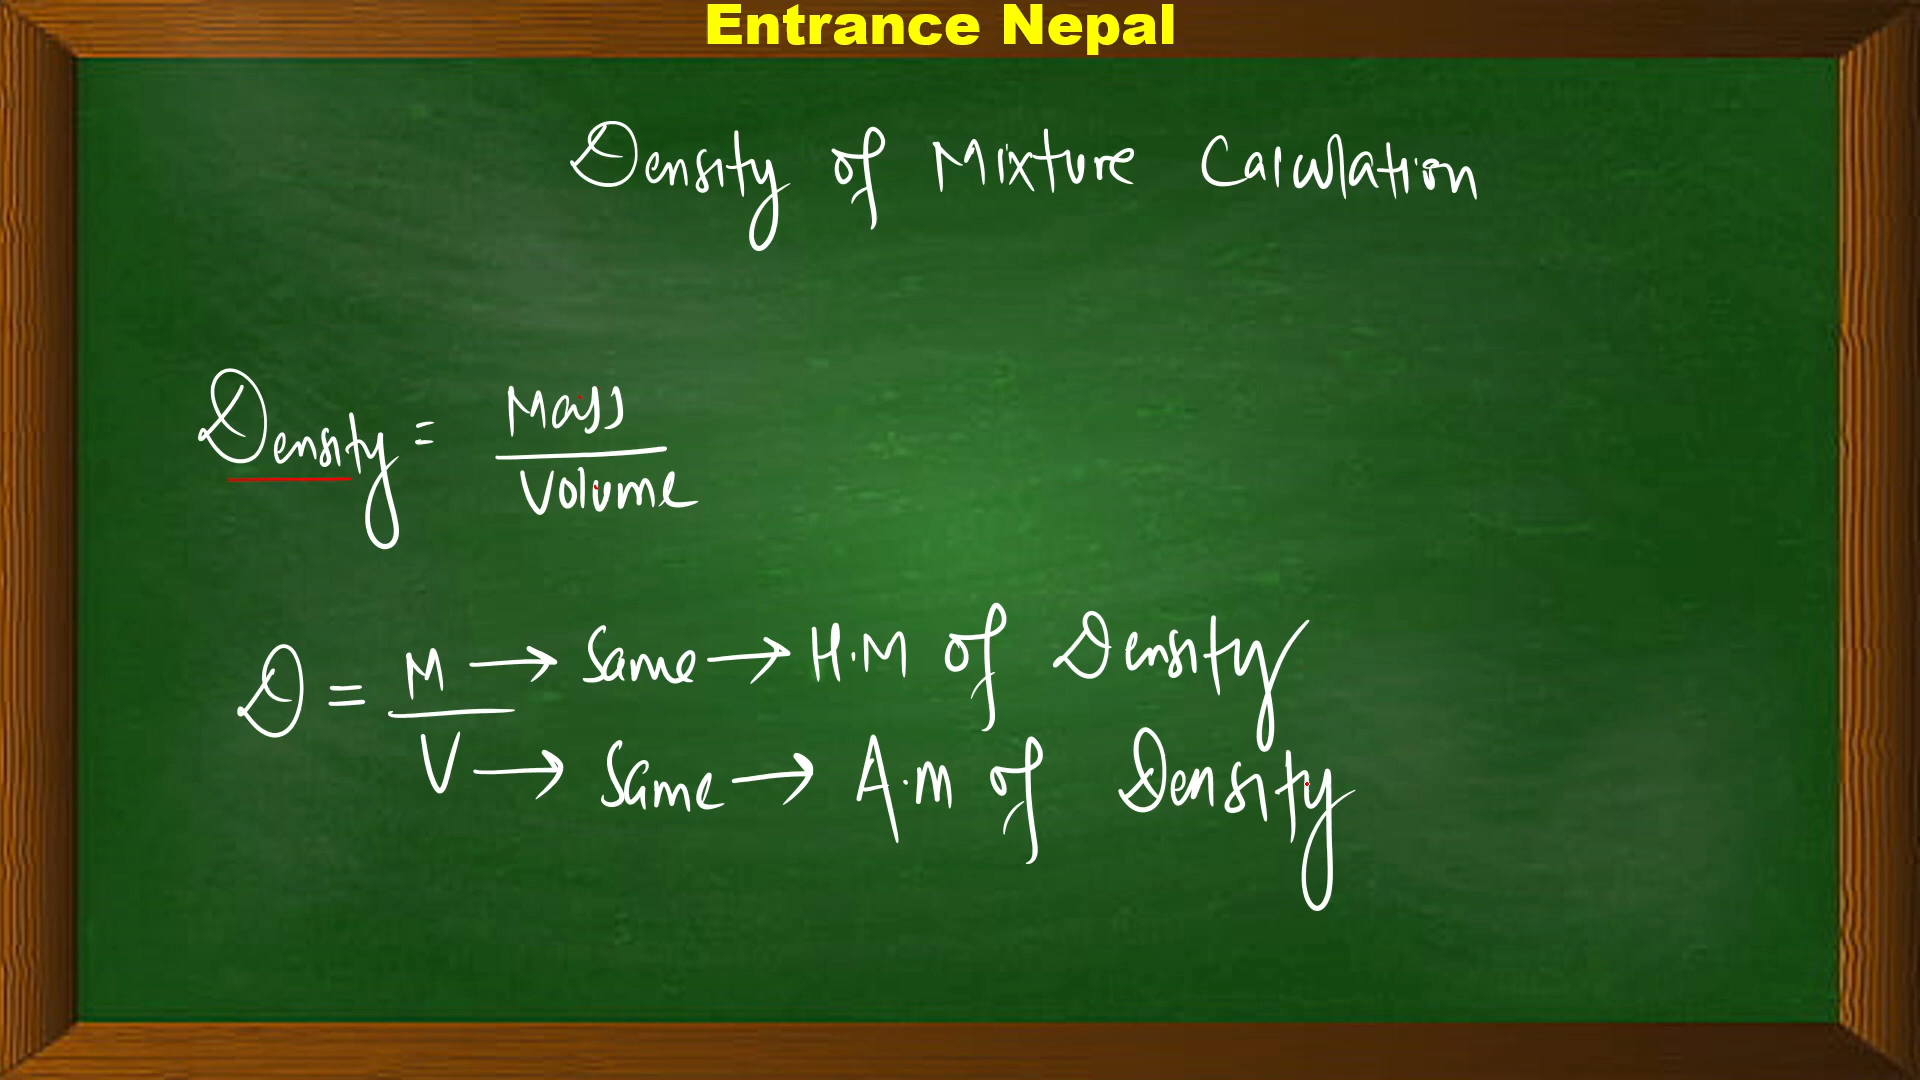 Entrance Nepal
Density of Mixture Calculation
Density = Mass
Volume
D = M → Same → H.M of Density
V → Same → A.m of Density